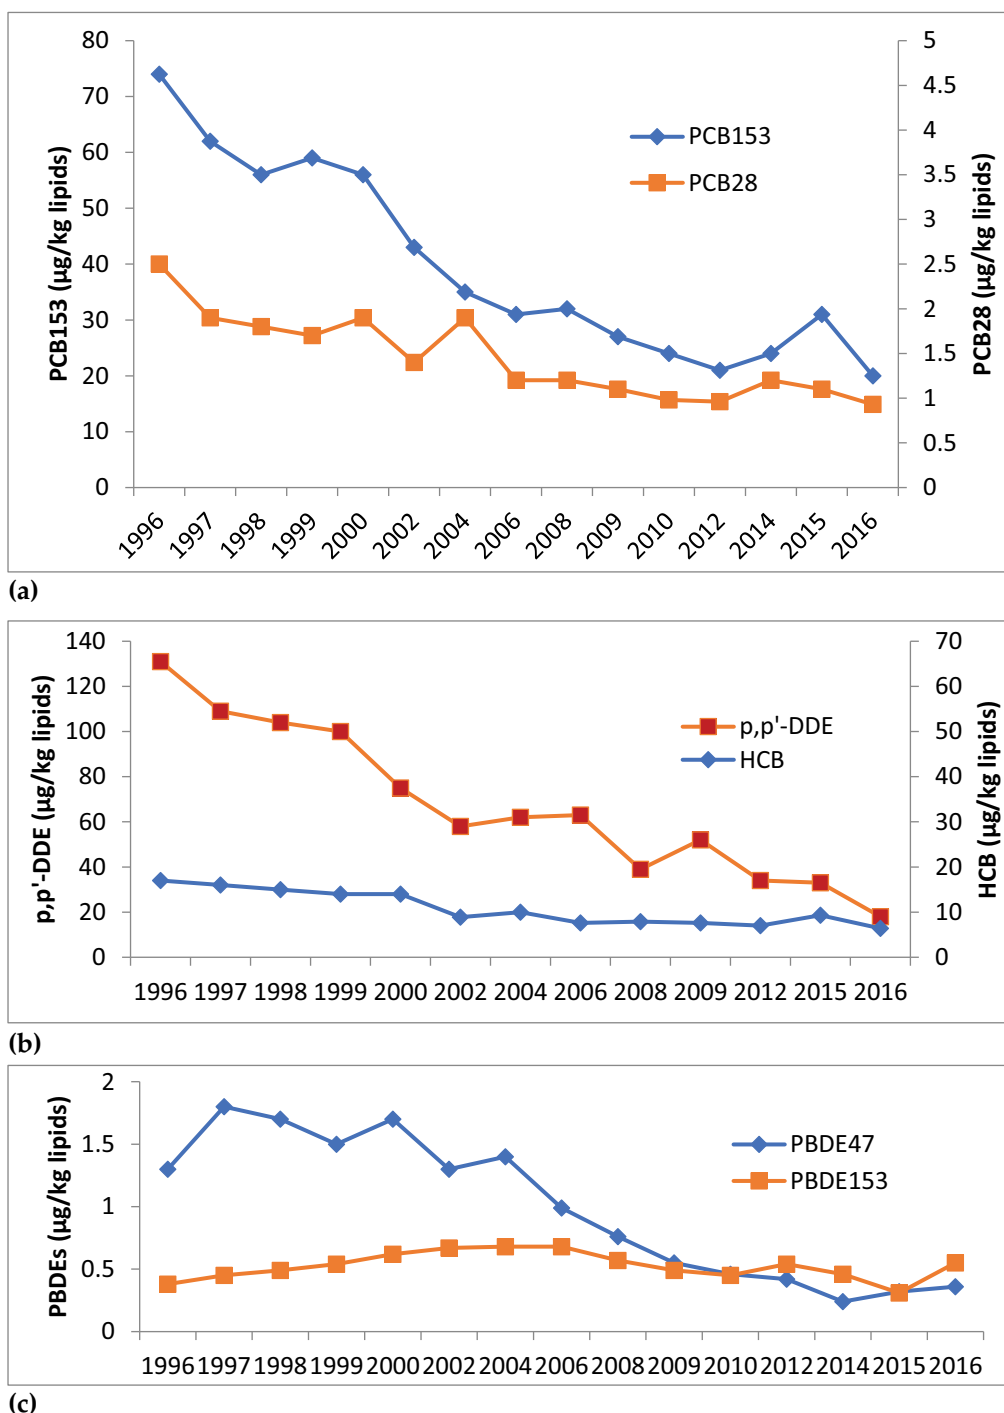 80
70
60
50
40
30
20
10
0
PCB153 (µg/kg lipids)
5
4.5
4
3.5
3
2.5
2
1.5
1
0.5
0
PCB28 (µg/kg lipids)
PCB153
PCB28
1996 1997 1998 1999 2000 2002 2004 2006 2008 2009 2010 2012 2014 2015 2016
(a)
140
120
100
80
60
40
20
0
p,p'-DDE (µg/kg lipids)
70
60
50
40
30
20
10
0
HCB (µg/kg lipids)
p,p'-DDE
HCB
1996 1997 1998 1999 2000 2002 2004 2006 2008 2009 2012 2015 2016
(b)
2
1.5
1
0.5
0
PBDEs (µg/kg lipids)
PBDE47
PBDE153
1996 1997 1998 1999 2000 2002 2004 2006 2008 2009 2010 2012 2014 2015 2016
(c)